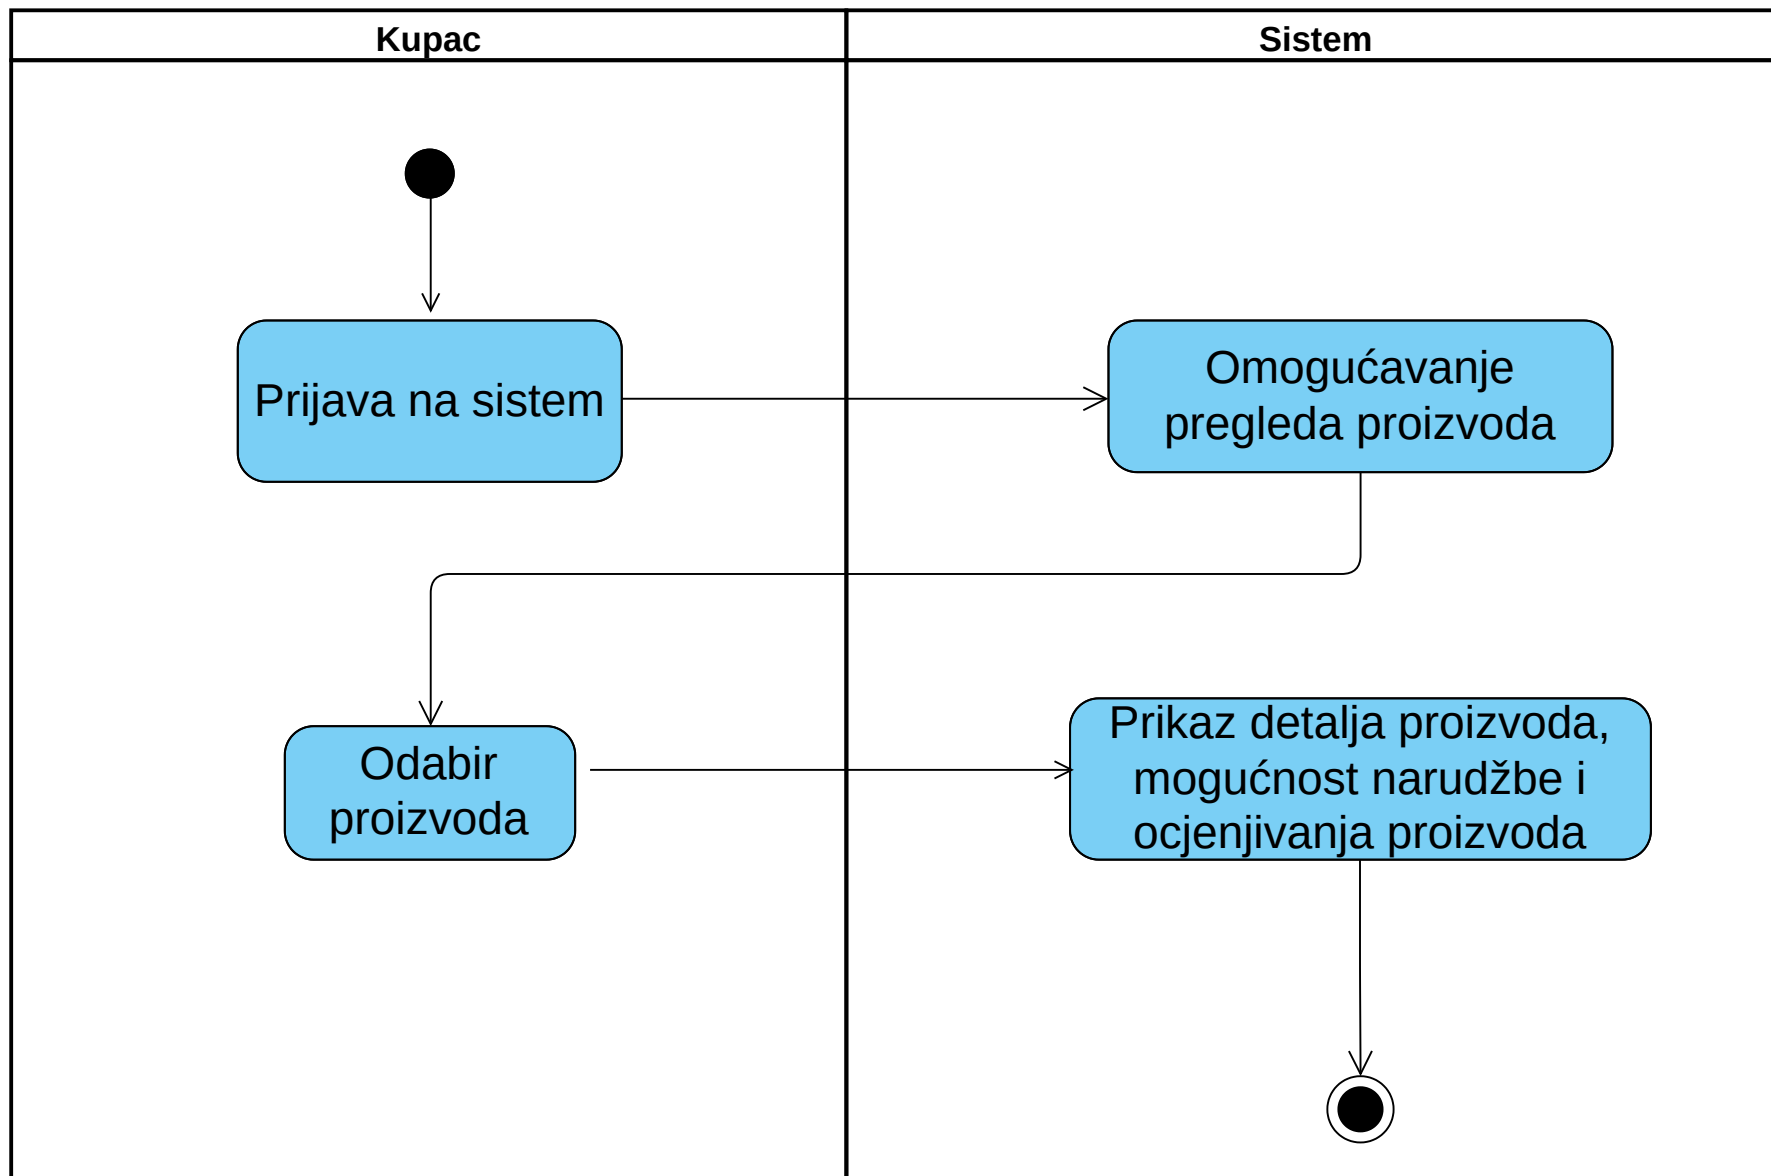 Kupac
Sistem
Prijava na sistem
Omogućavanje
pregleda proizvoda
Odabir
proizvoda
Prikaz detalja proizvoda,
mogućnost narudžbe i
ocjenjivanja proizvoda